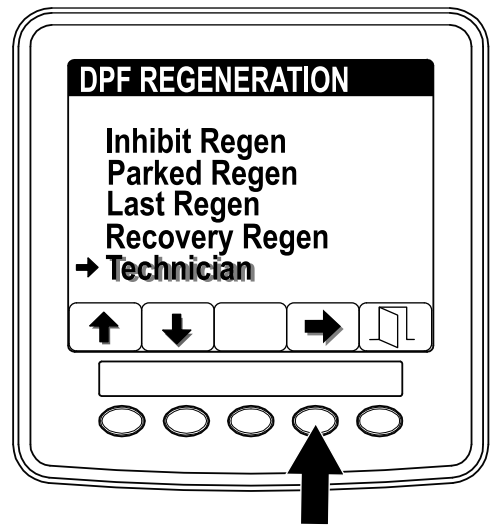 DPF REGENERATION
Inhibit Regen
Parked Regen
Last Regen
Recovery Regen
Technician